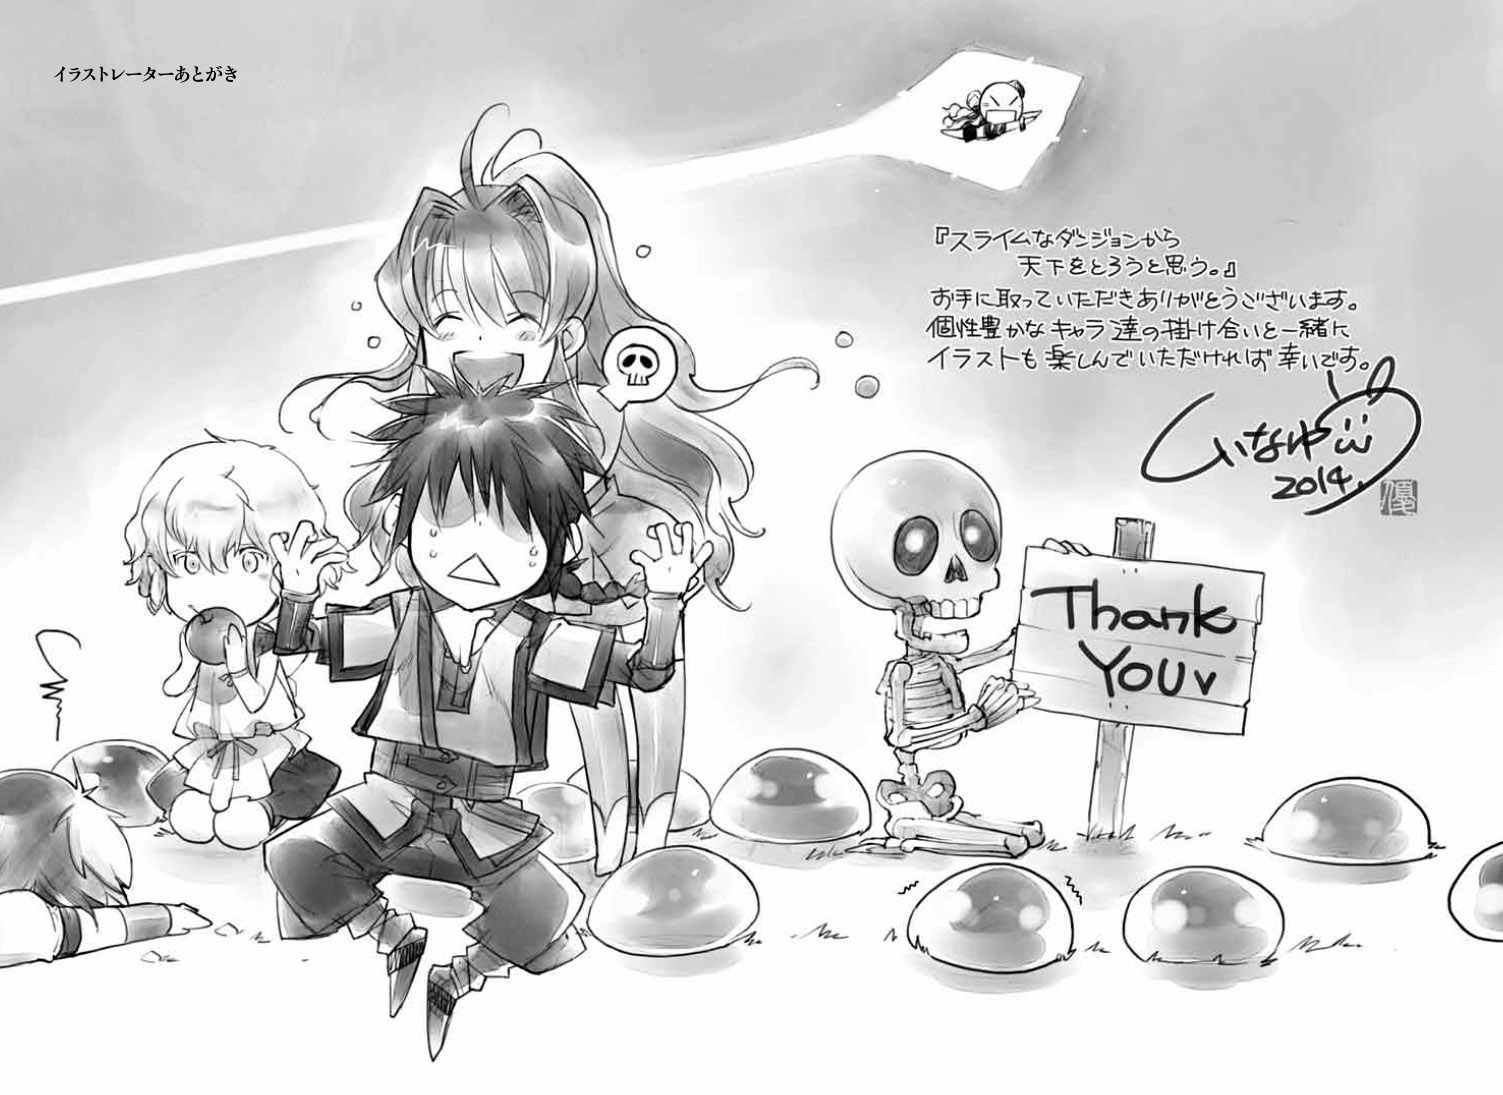 イラストレーターあとがき
『スライムなダンジョンから
天下をとろうと思う。』
お手に取っていただきありがとうございます。
個性豊かなキャラ達の掛け合いと一緒に
イラストも楽しんでいただければ幸いです。
しいなゆう
2014.
優
Thank
YOU♥